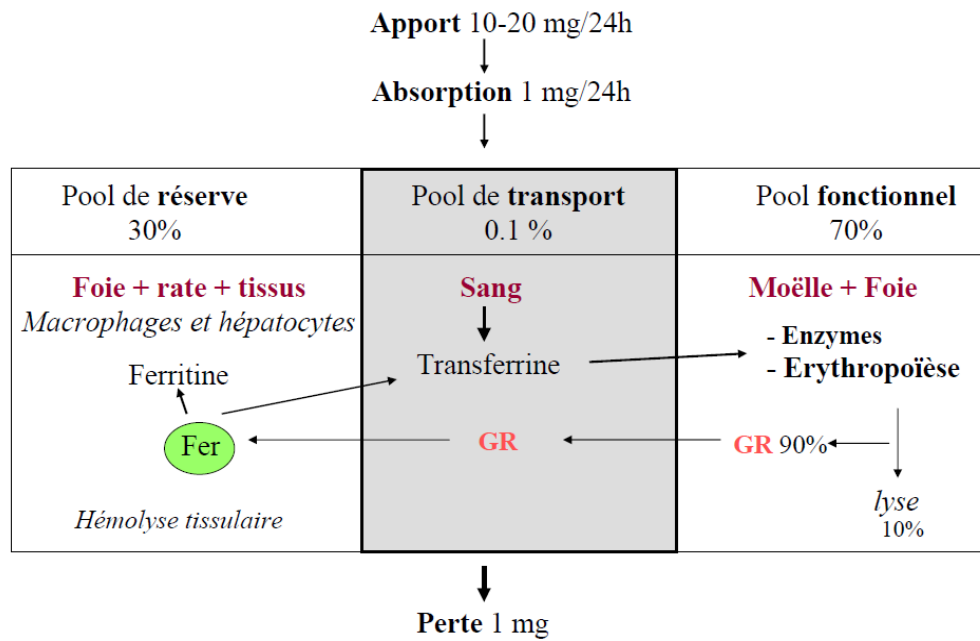 Apport 10-20 mg/24h
Absorption 1 mg/24h
Pool de réserve
30%
Pool de transport
0.1 %
Pool fonctionnel
70%
Foie + rate + tissus
Macrophages et hépatocytes
Ferritine
Fer
Hémolyse tissulaire
Sang
Transferrine
GR
Moëlle + Foie
- Enzymes
- Erythropoïèse
GR 90%
lyse
10%
Perte 1 mg